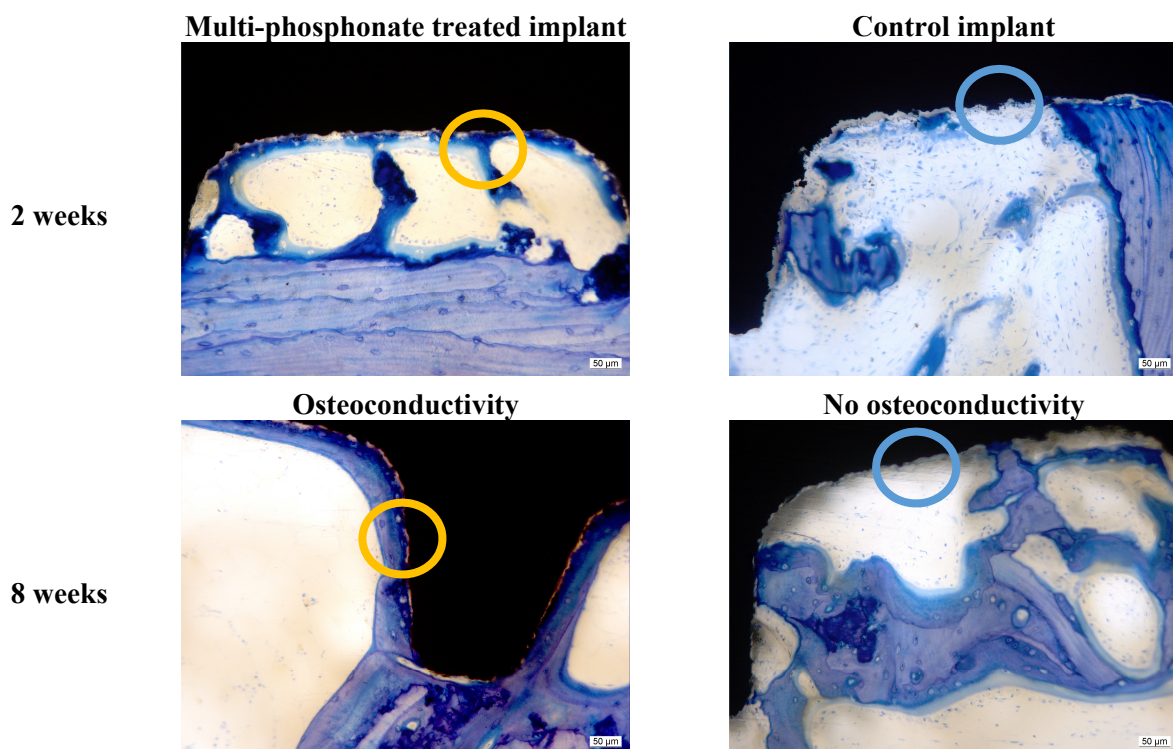 Multi-phosphonate treated implant
Control implant
2 weeks
50 µm
50 µm
Osteoconductivity
No osteoconductivity
8 weeks
50 µm
50 µm